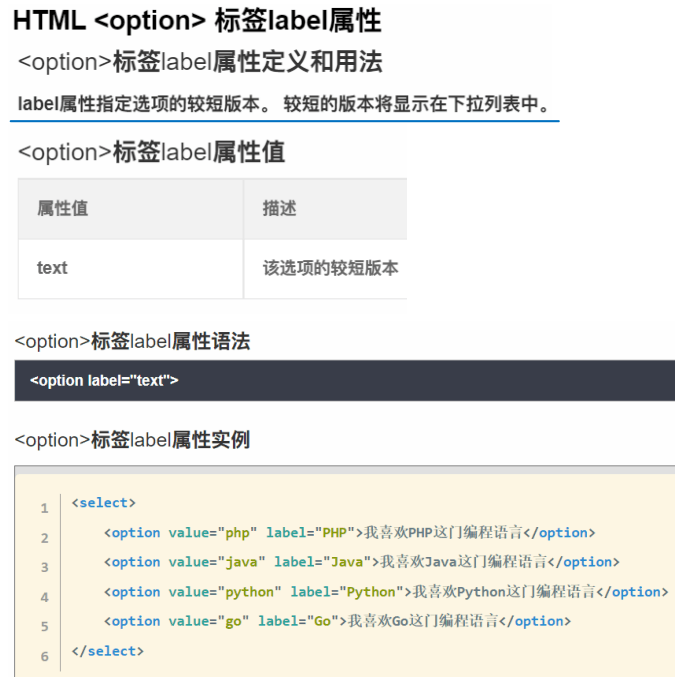 HTML <option> 标签label属性
<option>标签label属性定义和用法
label属性指定选项的较短版本。 较短的版本将显示在下拉列表中。
<option>标签label属性值
属性值 描述
text 该选项的较短版本
<option>标签label属性语法
<option label="text">
<option>标签label属性实例
1 <select>
2 <option value="php" label="PHP">我喜欢PHP这门编程语言</option>
3 <option value="java" label="Java">我喜欢Java这门编程语言</option>
4 <option value="python" label="Python">我喜欢Python这门编程语言</option>
5 <option value="go" label="Go">我喜欢Go这门编程语言</option>
6 </select>